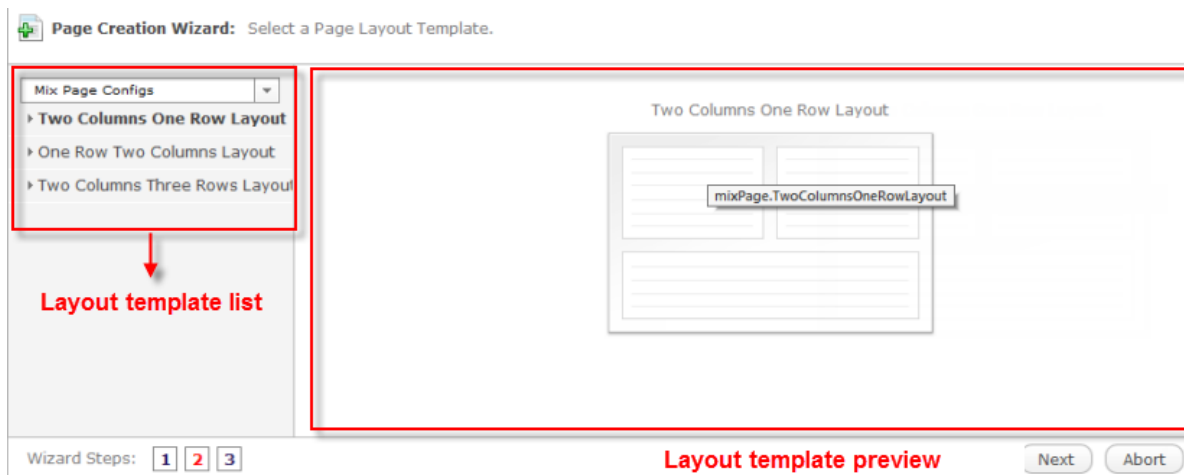 Page Creation Wizard: Select a Page Layout Template.
Mix Page Configs
Two Columns One Row Layout
One Row Two Columns Layout
Two Columns Three Rows Layout
Layout template list
Two Columns One Row Layout
mixPage.TwoColumnsOneRowLayout
Wizard Steps: 1 2 3
Layout template preview
Next Abort